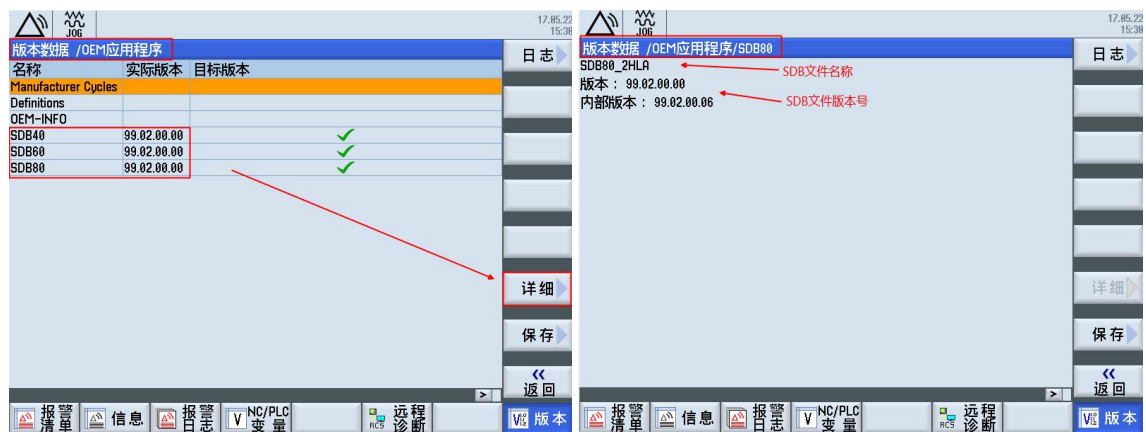 JOG
17.05.22
15:38
版本数据 /OEM应用程序
日志
名称 实际版本 目标版本
Manufacturer Cycles
Definitions
OEM-INFO
SDB40 99.02.00.00
SDB60 99.02.00.00
SDB80 99.02.00.00
详细
保存
<<
返回
>
报警清单
信息
报警日志
V NC/PLC变量
RCS 远程诊断
版本
JOG
17.05.22
15:38
版本数据 /OEM应用程序/SDB80
日志
SDB80_2HLA
SDB文件名称
版本： 99.02.00.00
内部版本： 99.02.00.06
SDB文件版本号
详细
保存
<<
返回
>
报警清单
信息
报警日志
V NC/PLC变量
RCS 远程诊断
版本